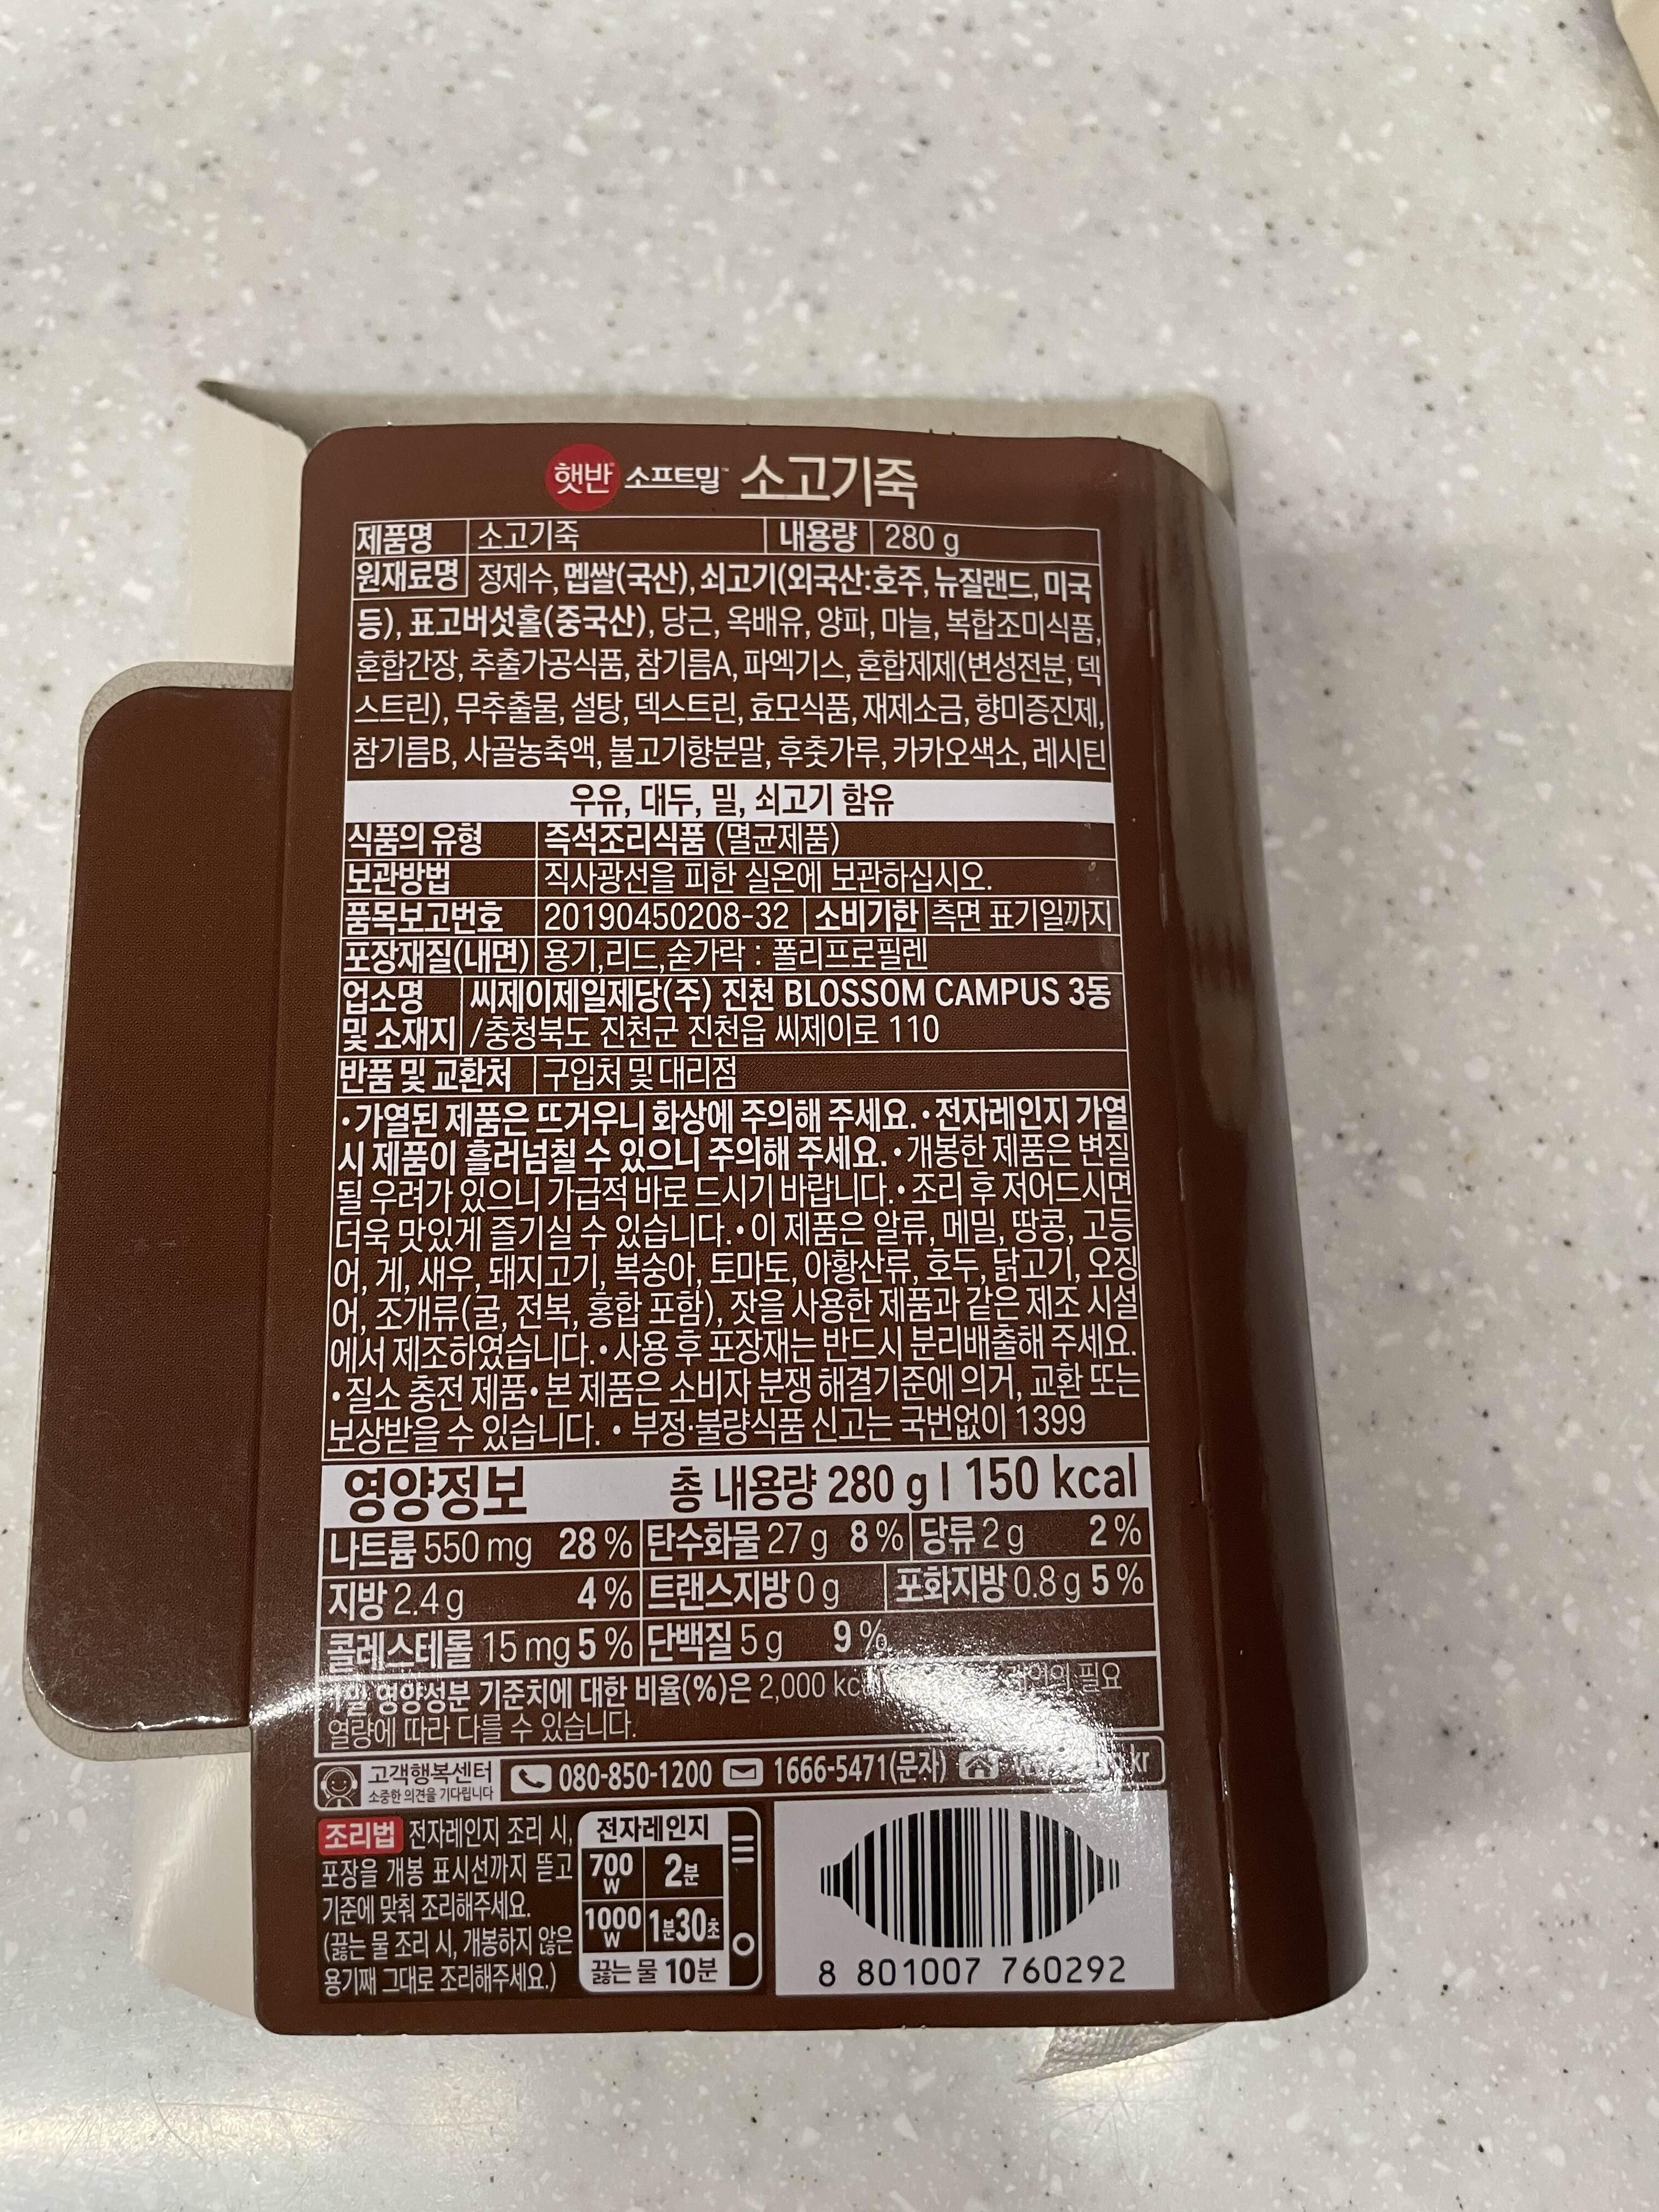 햇반 소프트밀™ 소고기죽
제품명 소고기죽 내용량 280 g
원재료명 정제수, 멥쌀(국산), 쇠고기(외국산:호주, 뉴질랜드, 미국
등), 표고버섯홀(중국산), 당근, 옥배유, 양파, 마늘, 복합조미식품,
혼합간장, 추출가공식품, 참기름A, 파엑기스, 혼합제제(변성전분, 덱
스트린), 무추출물, 설탕, 덱스트린, 효모식품, 재제소금, 향미증진제,
참기름B, 사골농축액, 불고기향분말, 후춧가루, 카카오색소, 레시틴
우유, 대두, 밀, 쇠고기 함유
식품의 유형 즉석조리식품 (멸균제품)
보관방법 직사광선을 피한 실온에 보관하십시오.
품목보고번호 20190450208-32 소비기한 측면 표기일까지
포장재질(내면) 용기,리드,숟가락 : 폴리프로필렌
업소명 씨제이제일제당(주) 진천 BLOSSOM CAMPUS 3동
및 소재지 /충청북도 진천군 진천읍 씨제이로 110
반품 및 교환처 구입처 및 대리점
•가열된 제품은 뜨거우니 화상에 주의해 주세요. •전자레인지 가열
시 제품이 흘러넘칠 수 있으니 주의해 주세요. •개봉한 제품은 변질
될 우려가 있으니 가급적 바로 드시기 바랍니다.• 조리 후 저어드시면
더욱 맛있게 즐기실 수 있습니다.• 이 제품은 알류, 메밀, 땅콩, 고등
어, 게, 새우, 돼지고기, 복숭아, 토마토, 아황산류, 호두, 닭고기, 오징
어, 조개류(굴, 전복, 홍합 포함), 잣을 사용한 제품과 같은 제조 시설
에서 제조하였습니다.• 사용 후 포장재는 반드시 분리배출해 주세요.
•질소 충전 제품• 본 제품은 소비자 분쟁 해결기준에 의거, 교환 또는
보상받을 수 있습니다. • 부정·불량식품 신고는 국번없이 1399
영양정보 총 내용량 280 g | 150 kcal
나트륨 550 mg 28 % 탄수화물 27 g 8 % 당류 2 g 2 %
지방 2.4 g 4 % 트랜스지방 0 g 포화지방 0.8 g 5 %
콜레스테롤 15 mg 5 % 단백질 5 g 9 %
1일 영양성분 기준치에 대한 비율(%)은 2,000 필요
열량에 따라 다를 수 있습니다.
고객행복센터 080-850-1200 1666-5471(문자)
소중한 의견을 기다립니다
조리법 전자레인지 조리 시,
포장을 개봉 표시선까지 뜯고
기준에 맞춰 조리해주세요.
(끓는 물 조리 시, 개봉하지 않은
용기째 그대로 조리해주세요.)
전자레인지
700 W 2분
1000 W 1분30초
끓는 물 10분
8 801007 760292